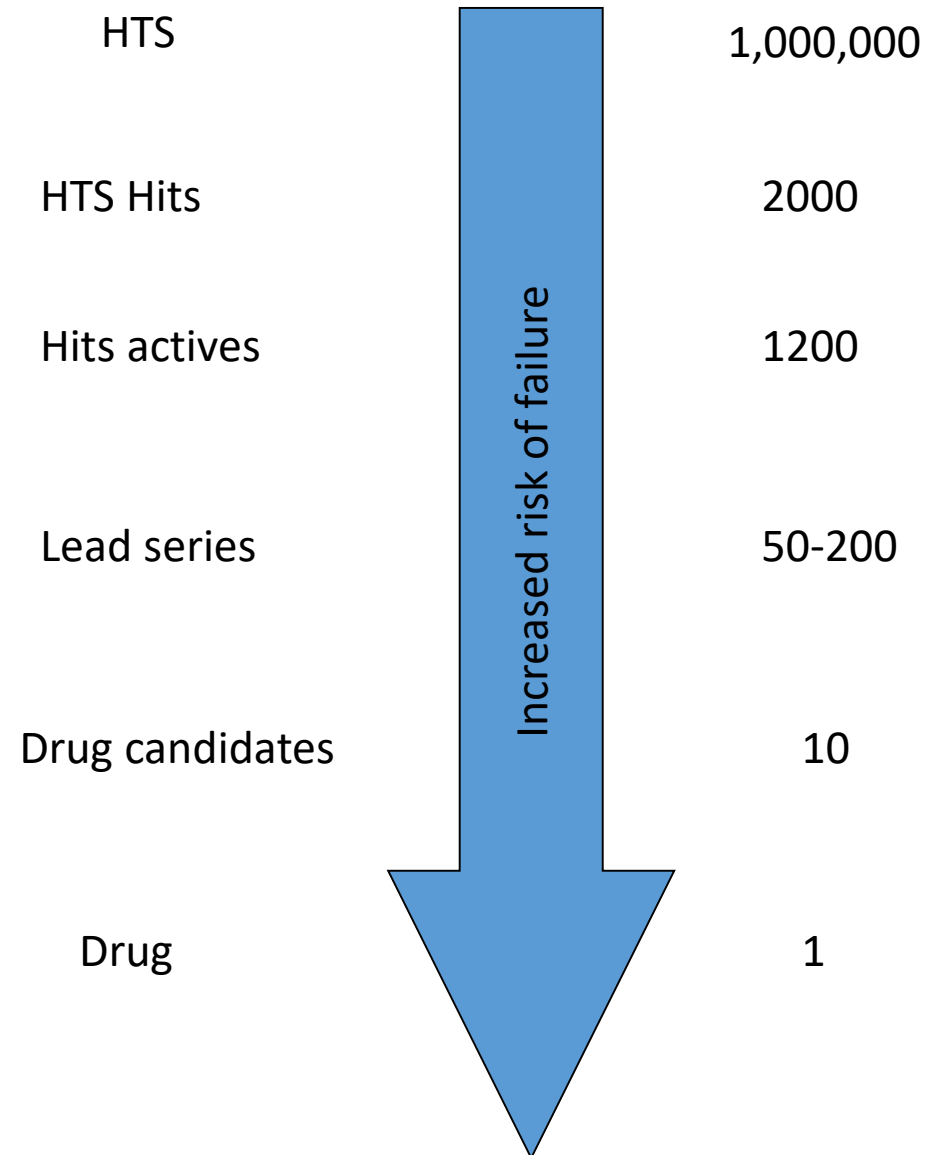 HTS 1,000,000
HTS Hits 2000
Hits actives 1200
Increased risk of failure
Lead series 50-200
Drug candidates 10
Drug 1